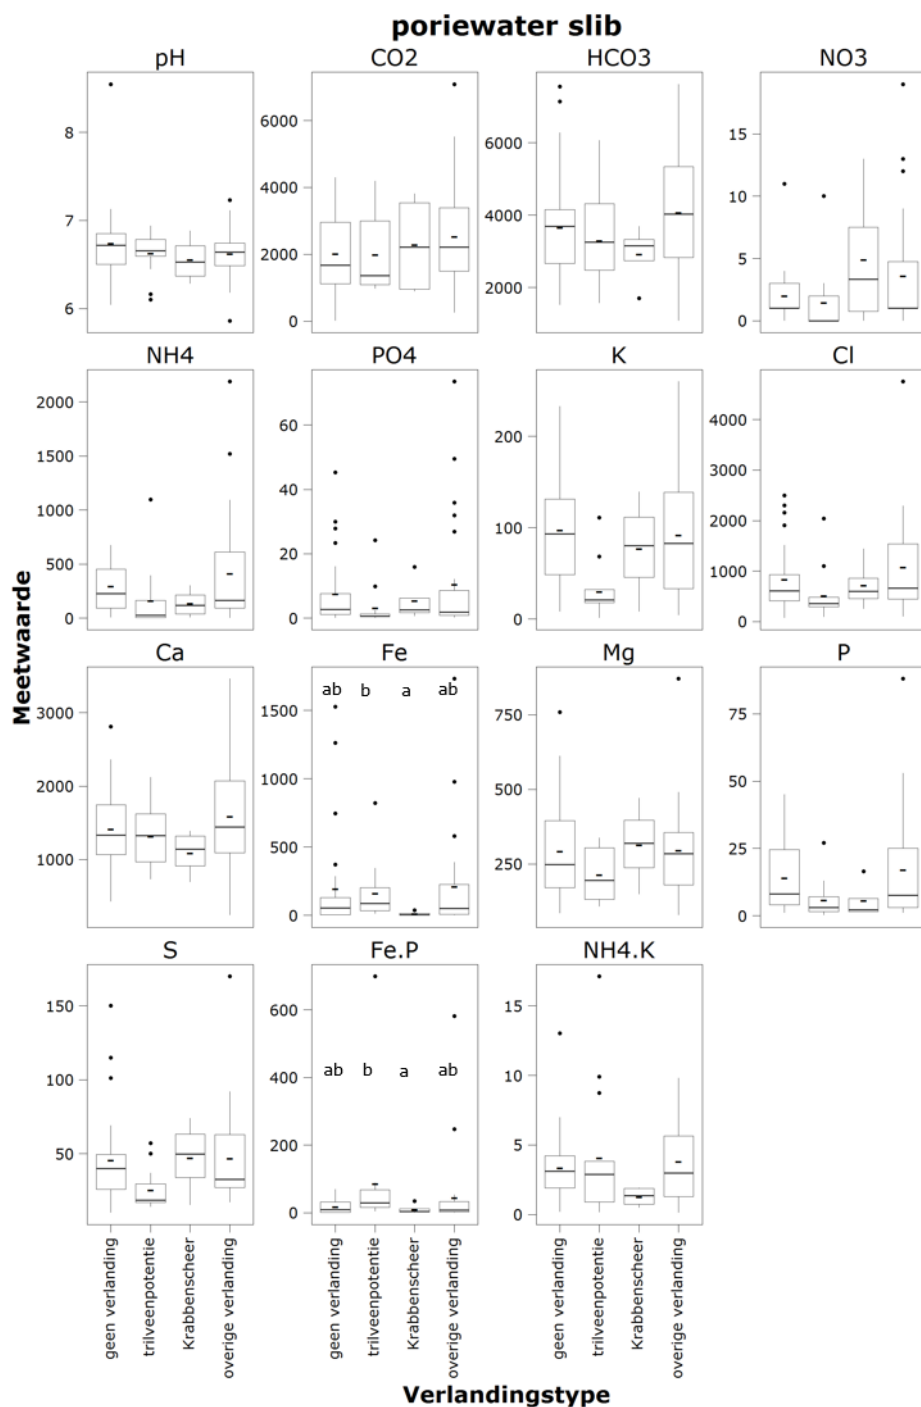 poriewater slib
pH CO2 HCO3 NO3
8 7 6
6000 4000 2000 0
6000 4000 2000
15 10 5 0
NH4 PO4 K Cl
2000 1500 1000 500 0
60 40 20 0
200 100 0
4000 3000 2000 1000 0
Meetwaarde
Ca Fe Mg P
3000 2000 1000
1500 1000 500 0
ab b a ab
750 500 250
75 50 25 0
S Fe.P NH4.K
150 100 50
600 400 200 0
ab b a ab
15 10 5 0
geen verlanding
trilveenpotentie
Krabbenscheer
overige verlanding
geen verlanding
trilveenpotentie
Krabbenscheer
overige verlanding
geen verlanding
trilveenpotentie
Krabbenscheer
overige verlanding
Verlandingstype